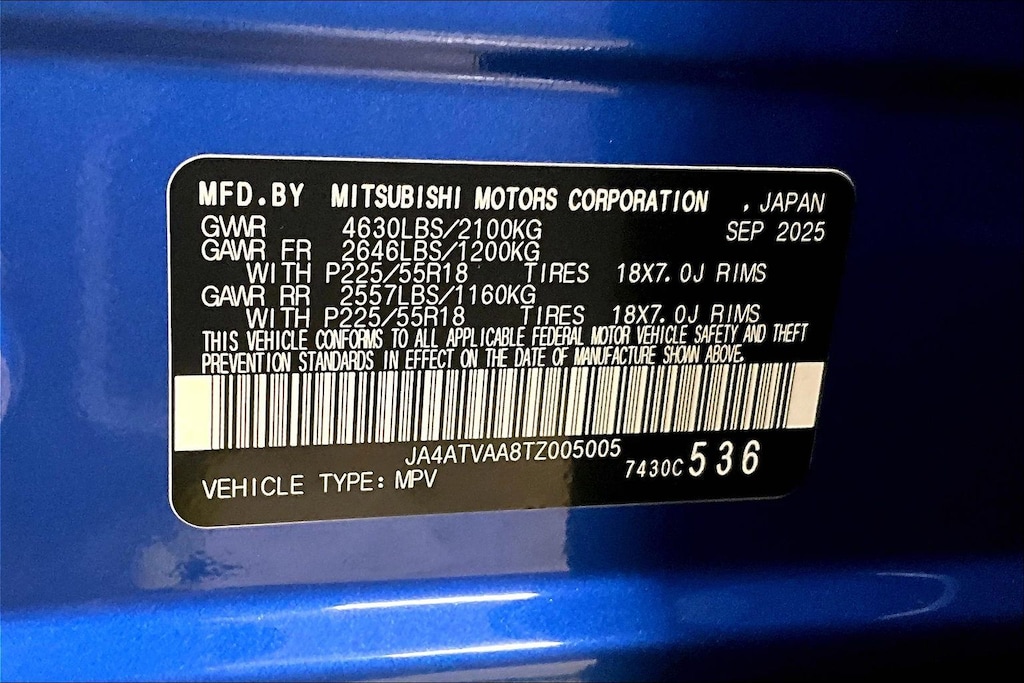 MFD.BY MITSUBISHI MOTORS CORPORATION , JAPAN
GVWR 4630LBS/2100KG SEP 2025
GAWR FR 2646LBS/1200KG
WITH P225/55R18 TIRES 18X7.0J RIMS
GAWR RR 2557LBS/1160KG
WITH P225/55R18 TIRES 18X7.0J RIMS
THIS VEHICLE CONFORMS TO ALL APPLICABLE FEDERAL MOTOR VEHICLE SAFETY AND THEFT
PREVENTION STANDARDS IN EFFECT ON THE DATE OF MANUFACTURE SHOWN ABOVE.
JA4ATVAA8TZ005005
7430C 536
VEHICLE TYPE: MPV